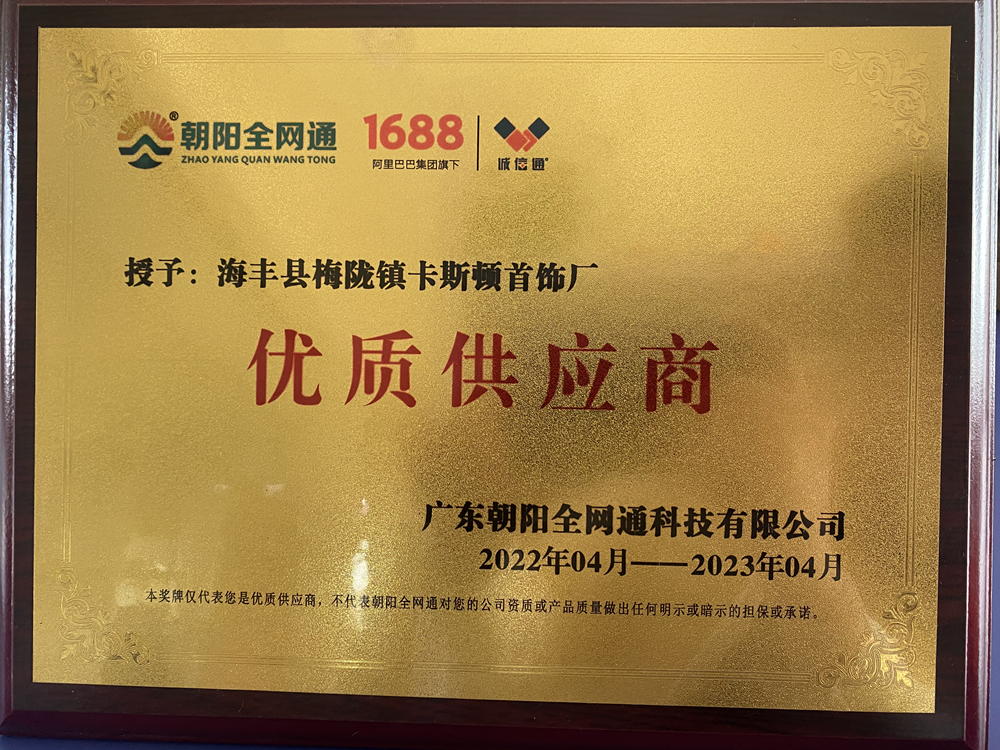 朝阳全网通®
ZHAO YANG QUAN WANG TONG
1688
阿里巴巴集团旗下
诚信通®
授予：海丰县梅陇镇卡斯顿首饰厂
优质供应商
广东朝阳全网通科技有限公司
2022年04月——2023年04月
本奖牌仅代表您是优质供应商，不代表朝阳全网通对您的公司资质或产品质量做出任何明示或暗示的担保或承诺。